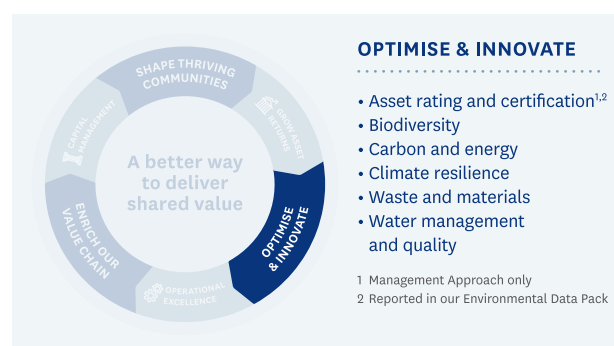 SHAPE THRIVING
COMMUNITIES
GROW ASSET
RETURNS
OPTIMISE
& INNOVATE
OPERATIONAL
EXCELLENCE
ENRICH OUR
VALUE CHAIN
CAPITAL
MANAGEMENT
A better way
to deliver
shared value
OPTIMISE & INNOVATE
• Asset rating and certification1,2
• Biodiversity
• Carbon and energy
• Climate resilience
• Waste and materials
• Water management
and quality
1 Management Approach only
2 Reported in our Environmental Data Pack